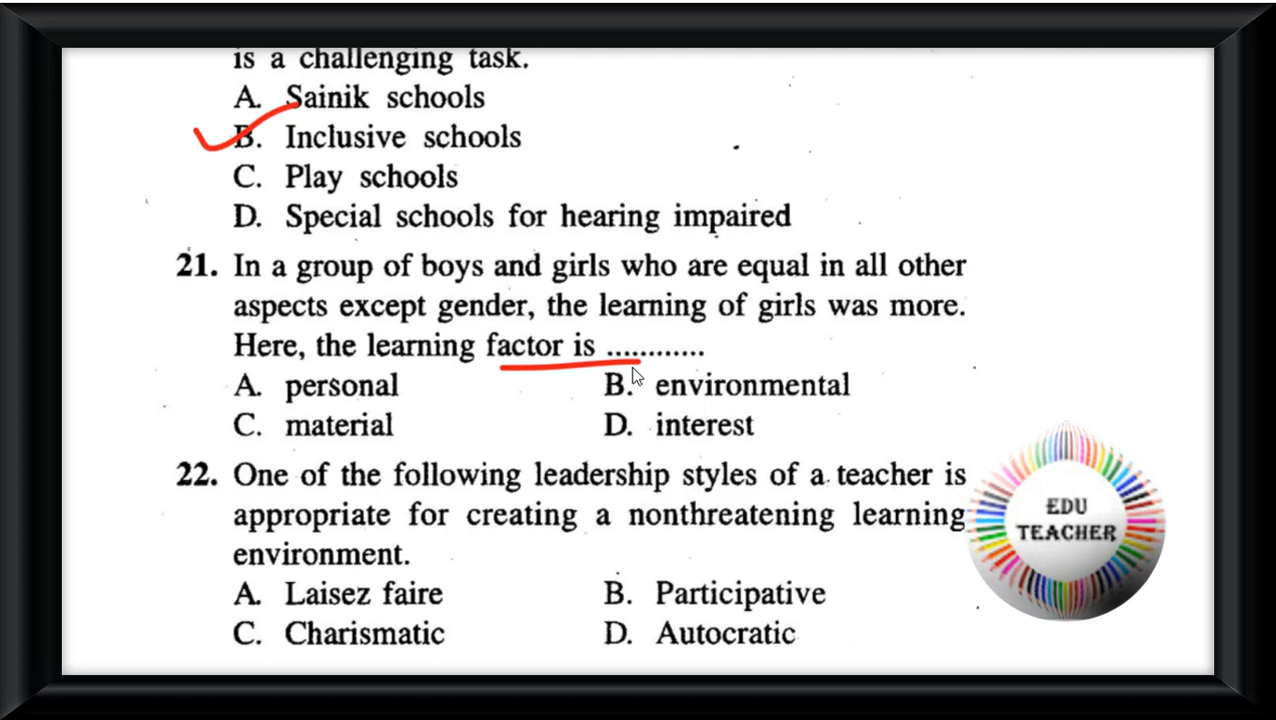 is a challenging task.
A. Sainik schools
B. Inclusive schools
C. Play schools
D. Special schools for hearing impaired
21. In a group of boys and girls who are equal in all other
aspects except gender, the learning of girls was more.
Here, the learning factor is ............
A. personal B. environmental
C. material D. interest
22. One of the following leadership styles of a teacher is
appropriate for creating a nonthreatening learning
environment.
A. Laisez faire B. Participative
C. Charismatic D. Autocratic
EDU
TEACHER